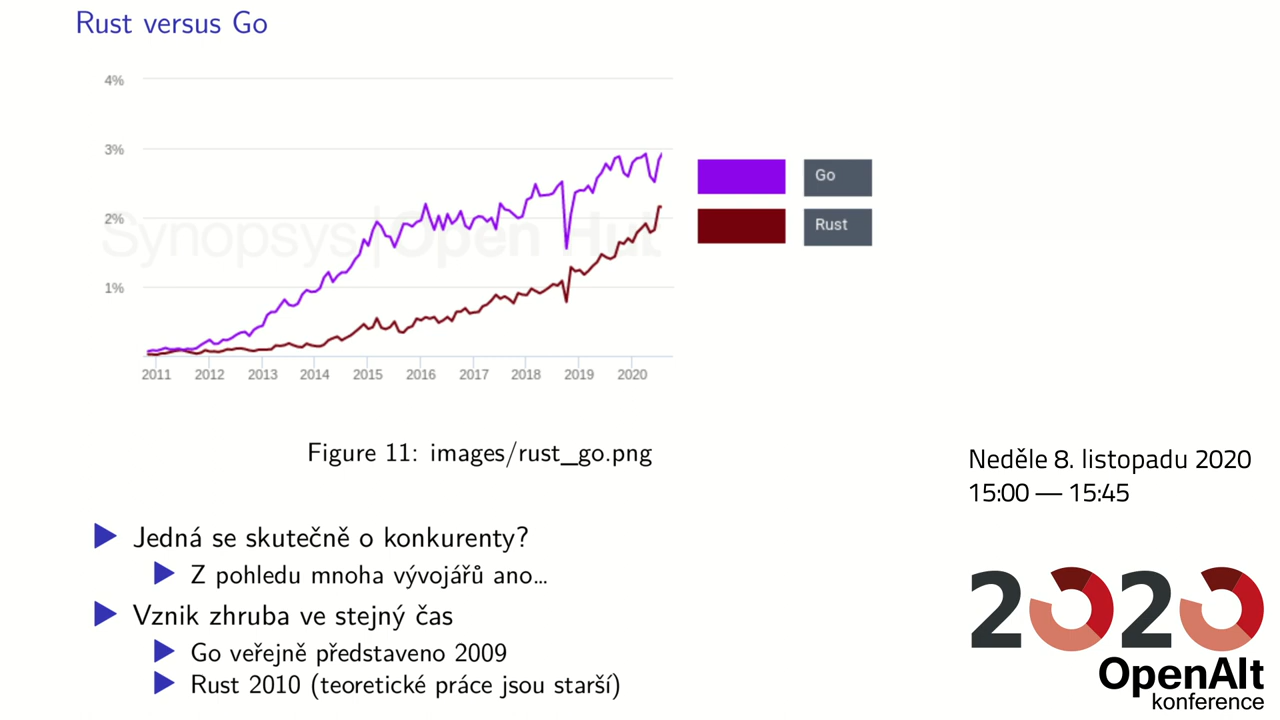 Rust versus Go
4%
3%
2%
1%
Synopsys | Open Hub
2011 2012 2013 2014 2015 2016 2017 2018 2019 2020
Go
Rust
Figure 11: images/rust_go.png
Jedná se skutečně o konkurenty?
Z pohledu mnoha vývojářů ano…
Vznik zhruba ve stejný čas
Go veřejně představeno 2009
Rust 2010 (teoretické práce jsou starší)
Neděle 8. listopadu 2020
15:00 — 15:45
2020
OpenAlt
konference